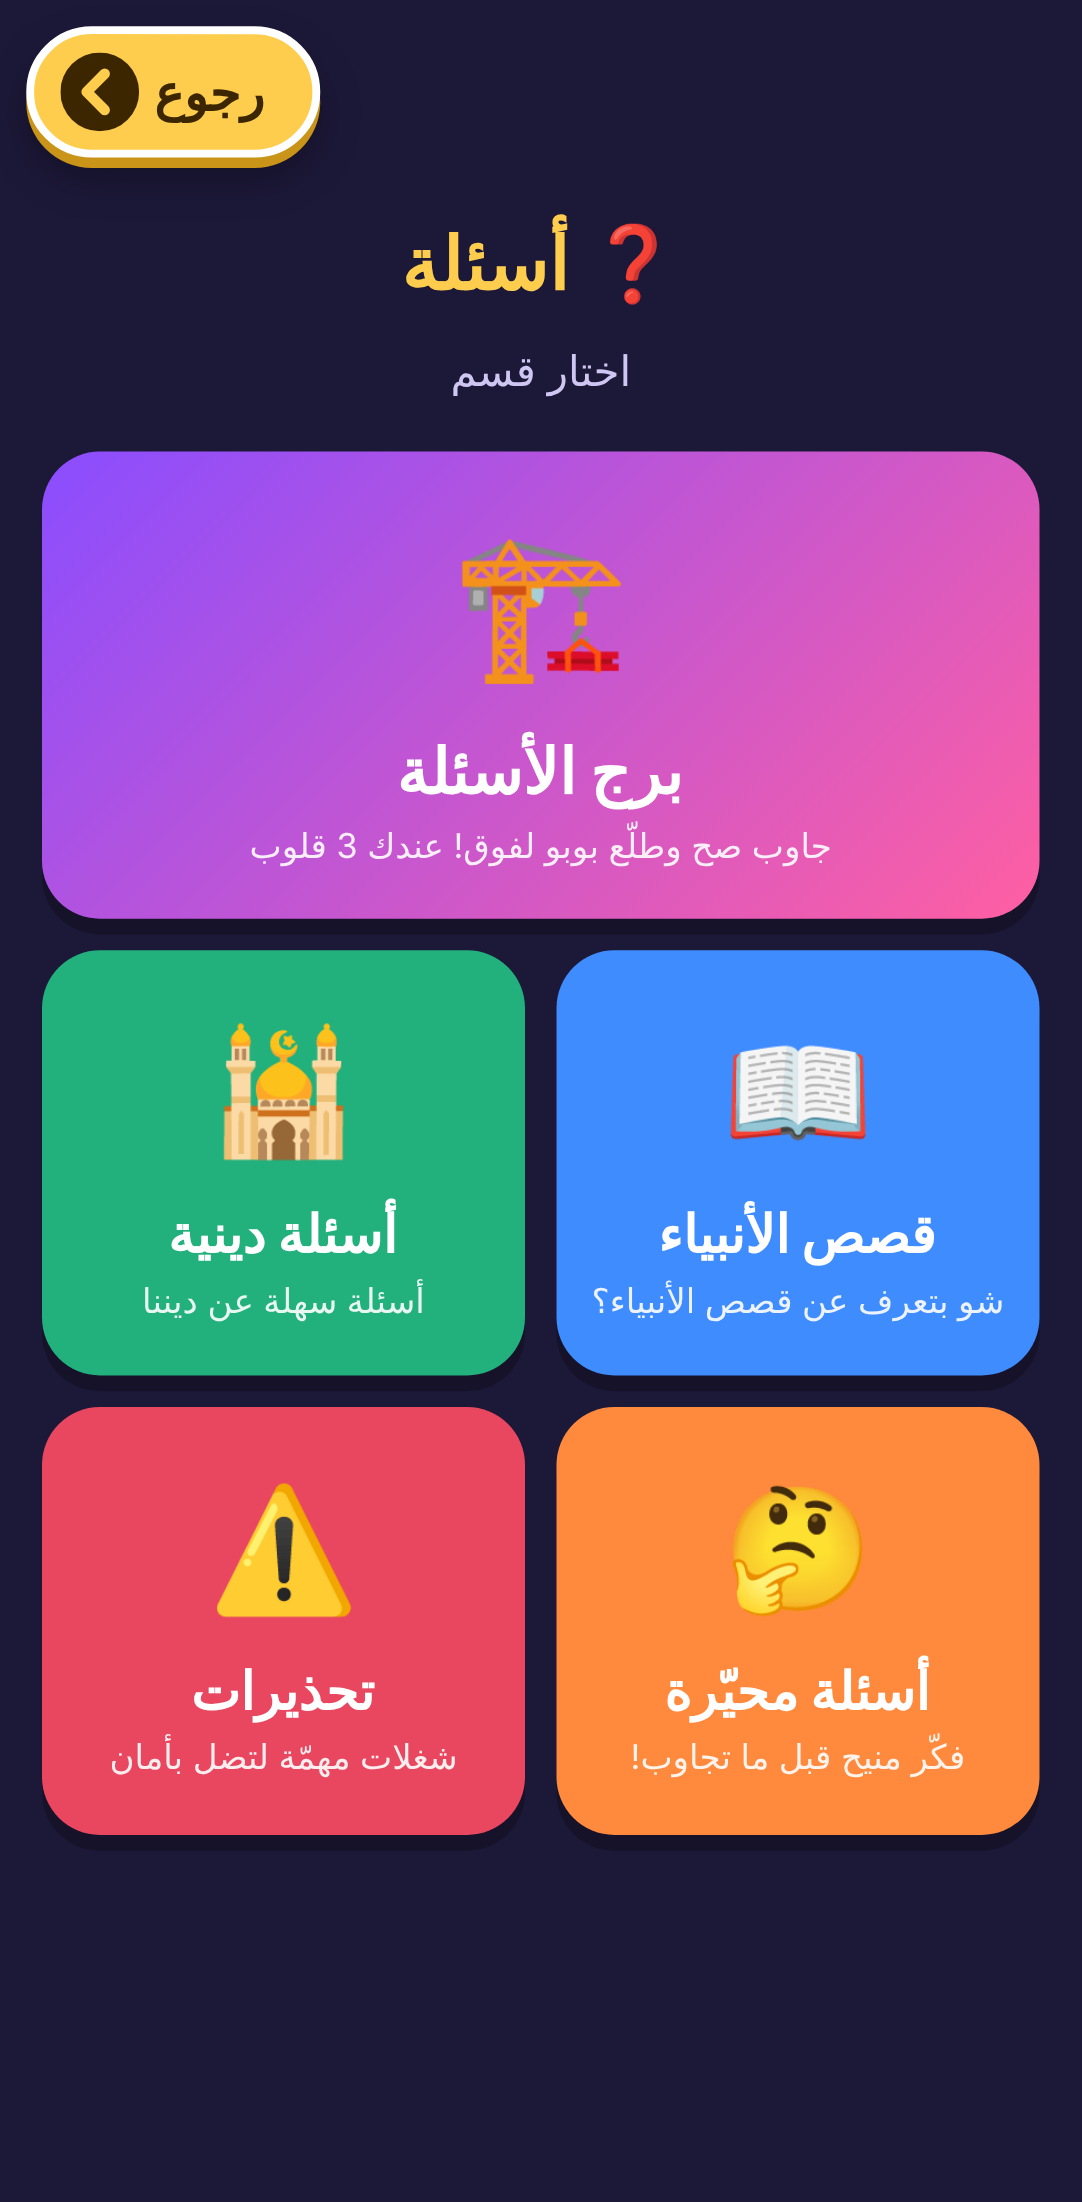 رجوع
أسئلة
اختار قسم
برج الأسئلة
جاوب صح وطلّع بوبو لفوق! عندك 3 قلوب
قصص الأنبياء
شو بتعرف عن قصص الأنبياء؟
أسئلة دينية
أسئلة سهلة عن ديننا
أسئلة محيّرة
فكّر منيح قبل ما تجاوب!
تحذيرات
شغلات مهمّة لتضل بأمان